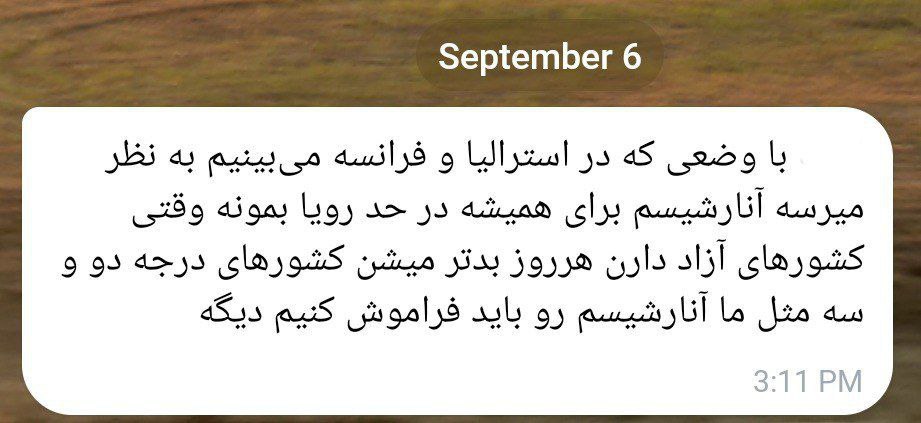 September 6
با وضعی که در استرالیا و فرانسه می‌بینیم به نظر
میرسه آنارشیسم برای همیشه در حد رویا بمونه وقتی
کشورهای آزاد دارن هرروز بدتر میشن کشورهای درجه دو و
سه مثل ما آنارشیسم رو باید فراموش کنیم دیگه
3:11 PM